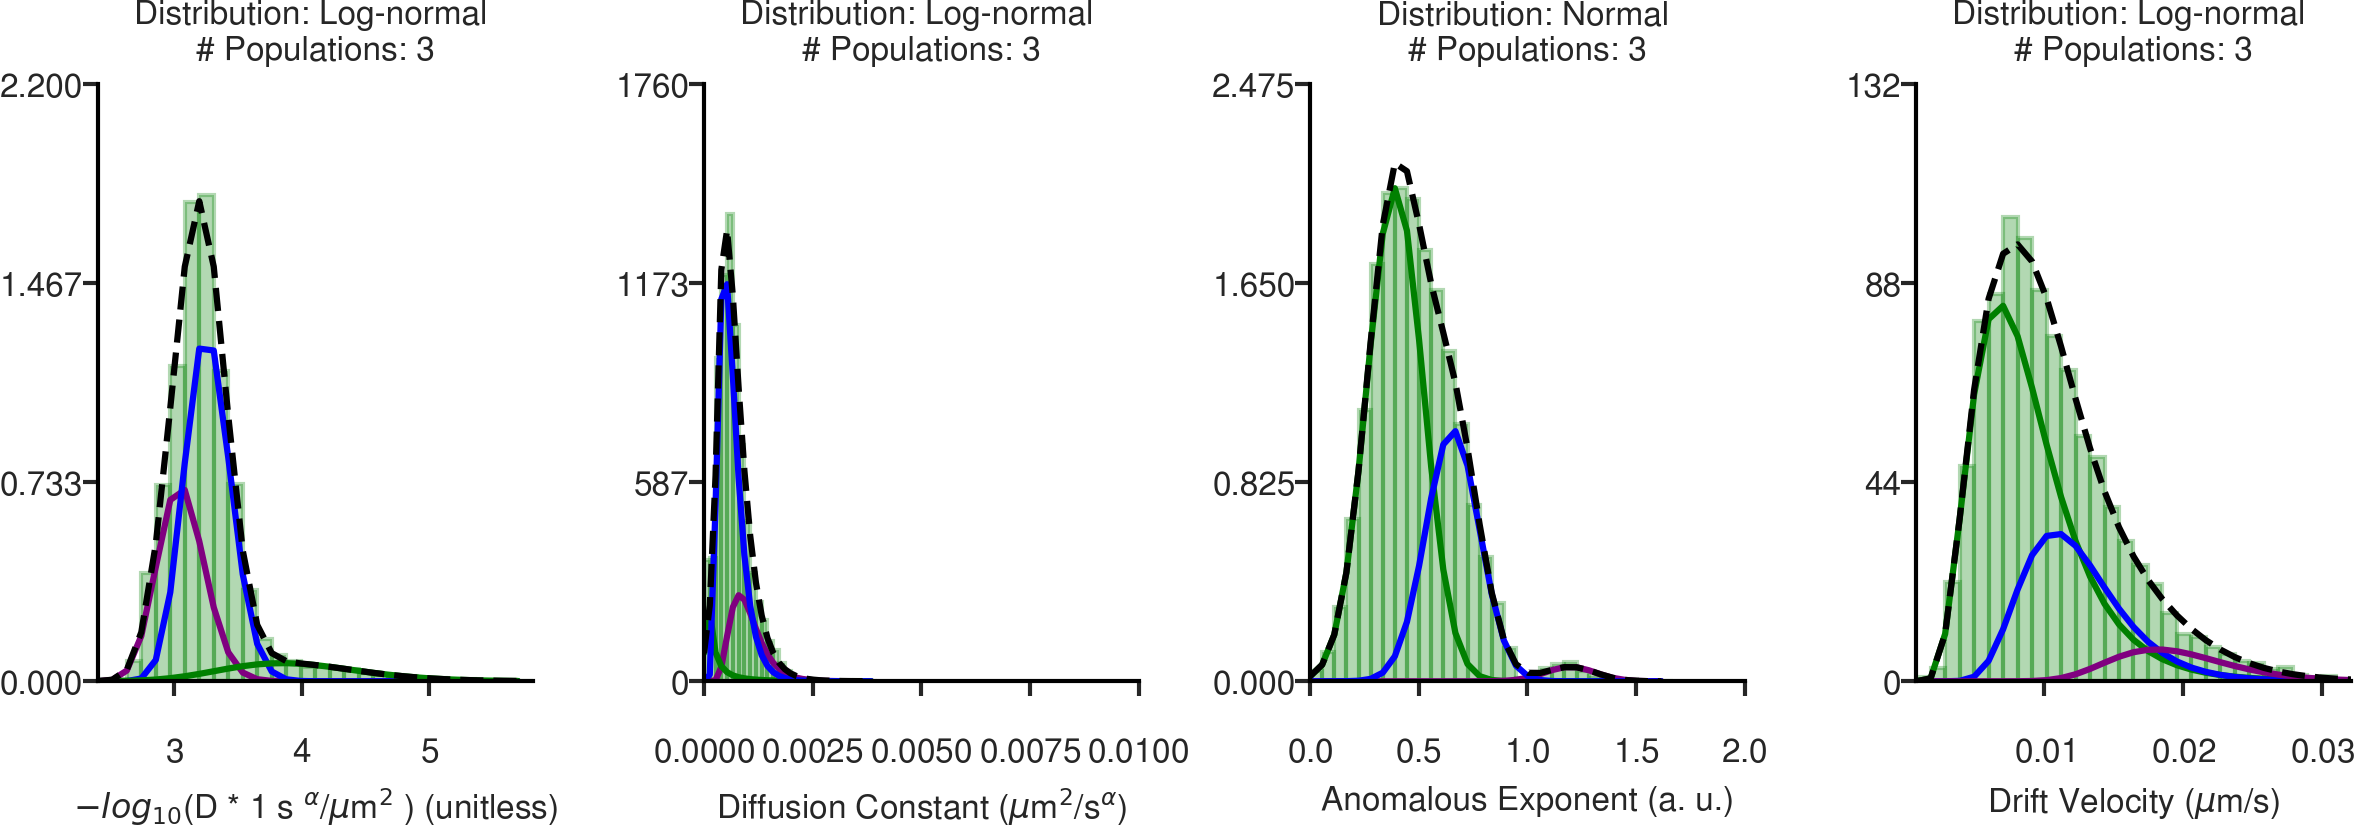 Distribution: Log-normal
# Populations: 3
2.200
1.467
0.733
0.000
3 4 5
−log₁₀(D * 1 s ᵅ/μm² ) (unitless)
Distribution: Log-normal
# Populations: 3
1760
1173
587
0
0.0000 0.0025 0.0050 0.0075 0.0100
Diffusion Constant (μm²/sᵅ)
Distribution: Normal
# Populations: 3
2.475
1.650
0.825
0.000
0.0 0.5 1.0 1.5 2.0
Anomalous Exponent (a. u.)
Distribution: Log-normal
# Populations: 3
132
88
44
0
0.01 0.02 0.03
Drift Velocity (μm/s)